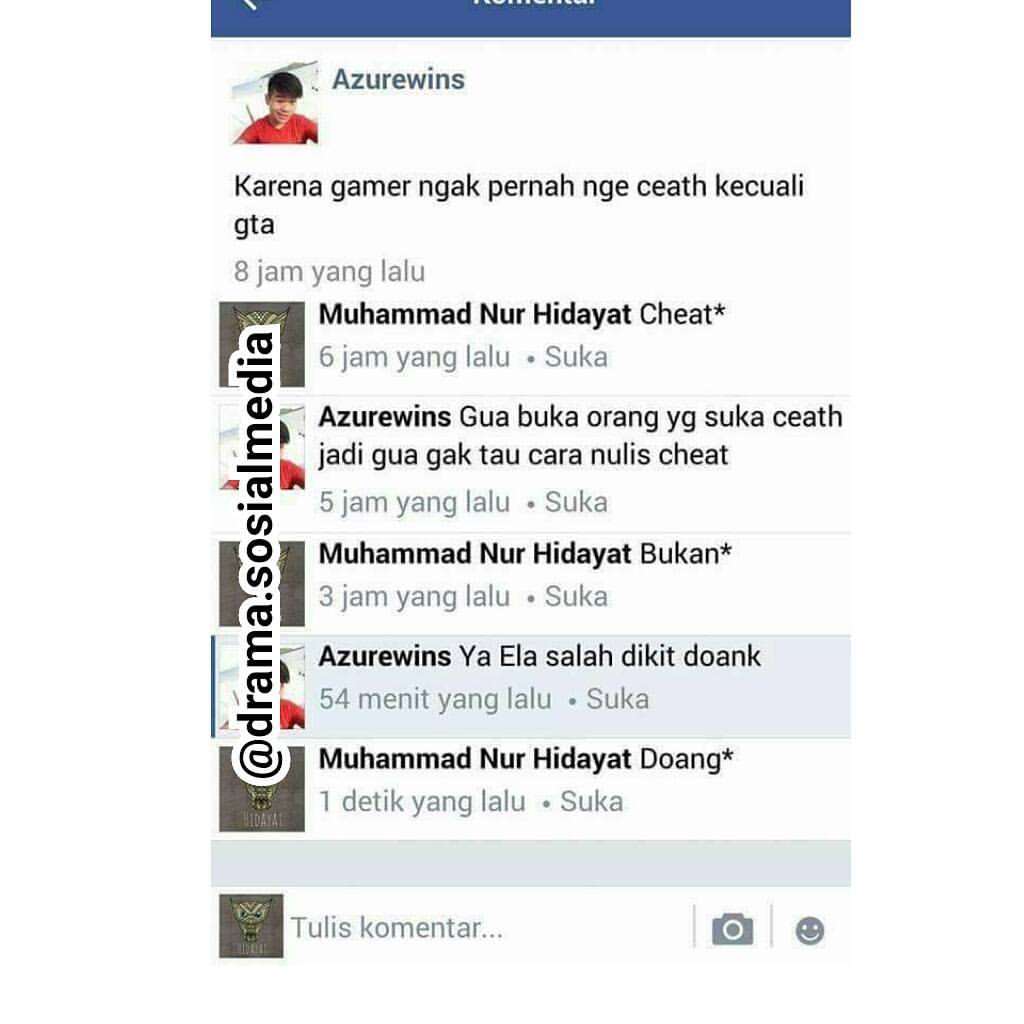 Komentar
Azurewins
Karena gamer ngak pernah nge ceath kecuali
gta
8 jam yang lalu
Muhammad Nur Hidayat Cheat*
6 jam yang lalu • Suka
Azurewins Gua buka orang yg suka ceath
jadi gua gak tau cara nulis cheat
5 jam yang lalu • Suka
Muhammad Nur Hidayat Bukan*
3 jam yang lalu • Suka
Azurewins Ya Ela salah dikit doank
54 menit yang lalu • Suka
Muhammad Nur Hidayat Doang*
1 detik yang lalu • Suka
HIDAYAT
Tulis komentar...
HIDAYAT
@drama.sosialmedia